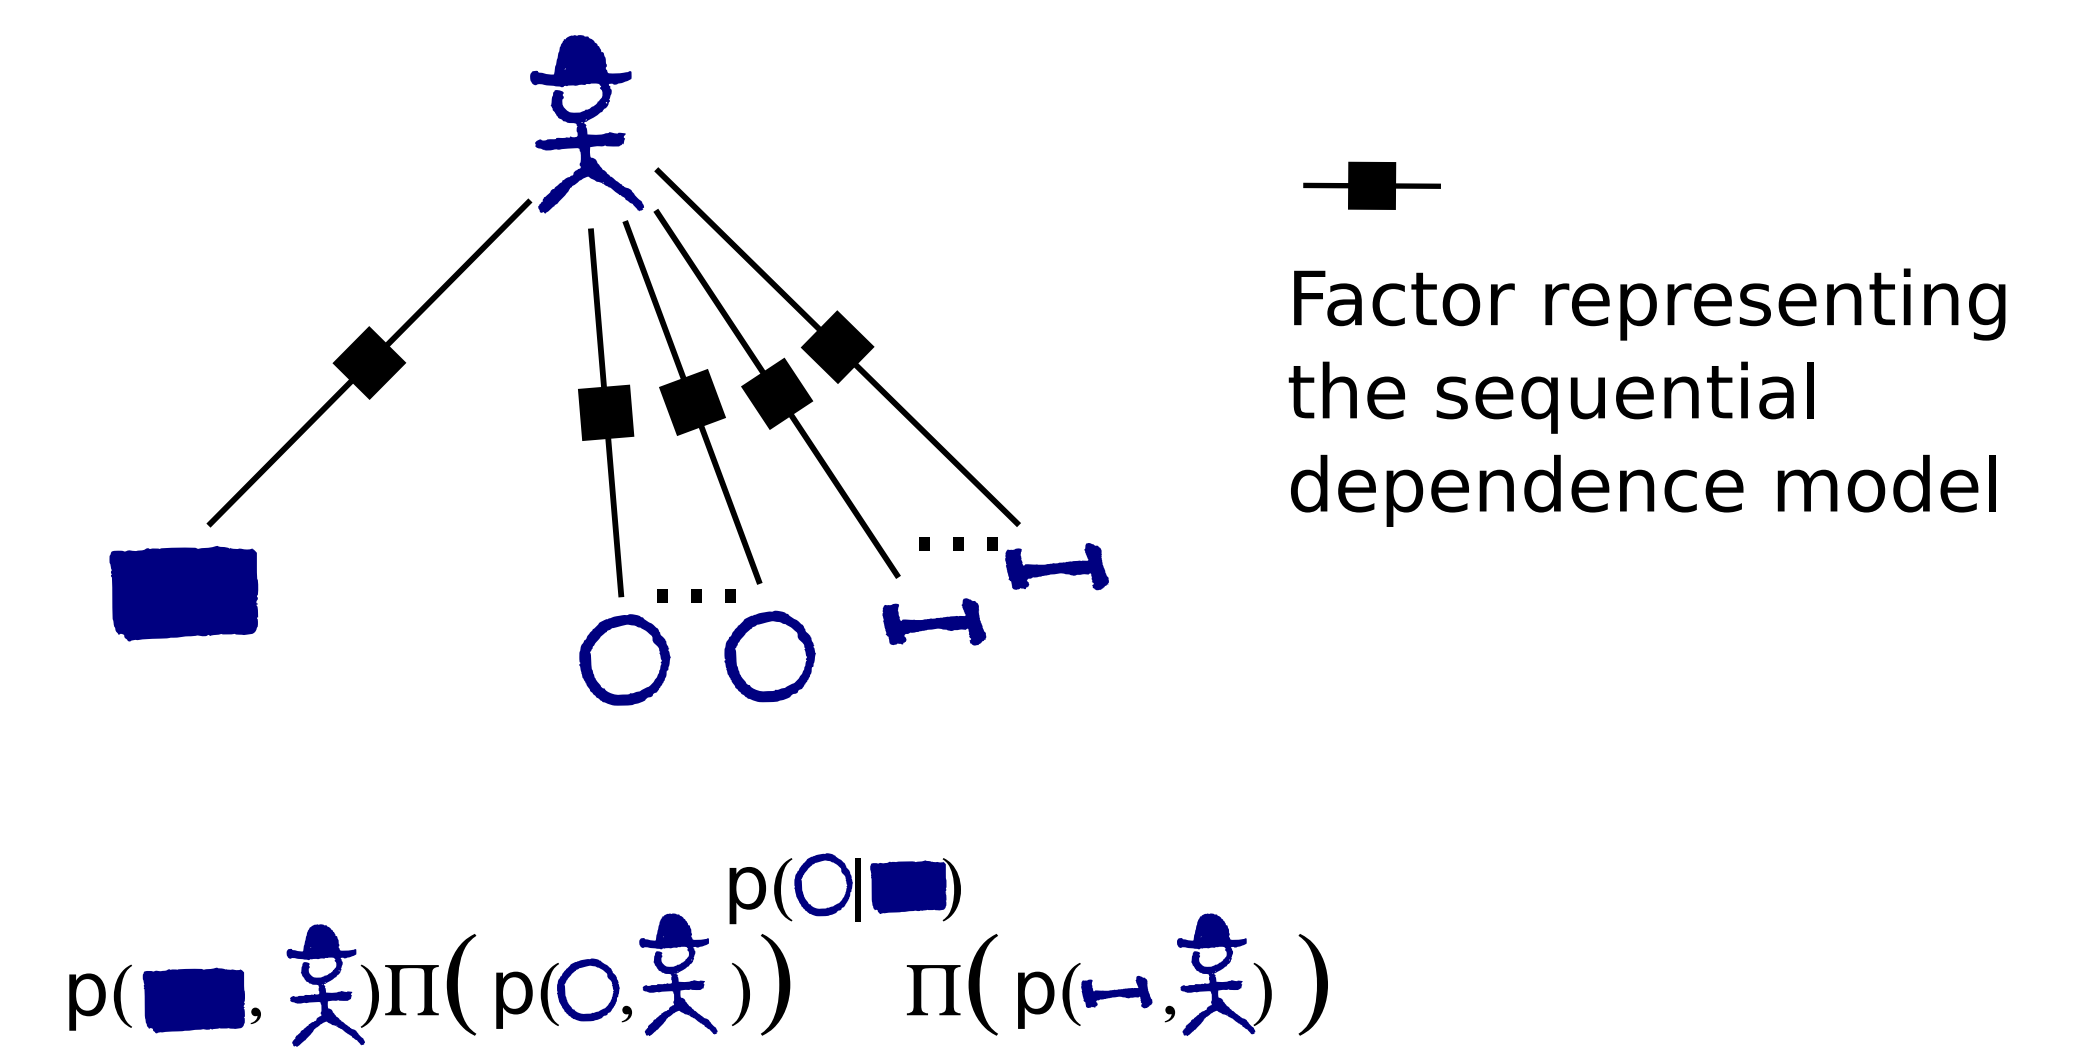 Factor representing
the sequential
dependence model
...
...
p( | )
p( , )Π( p( , ) ) Π( p( , ) )